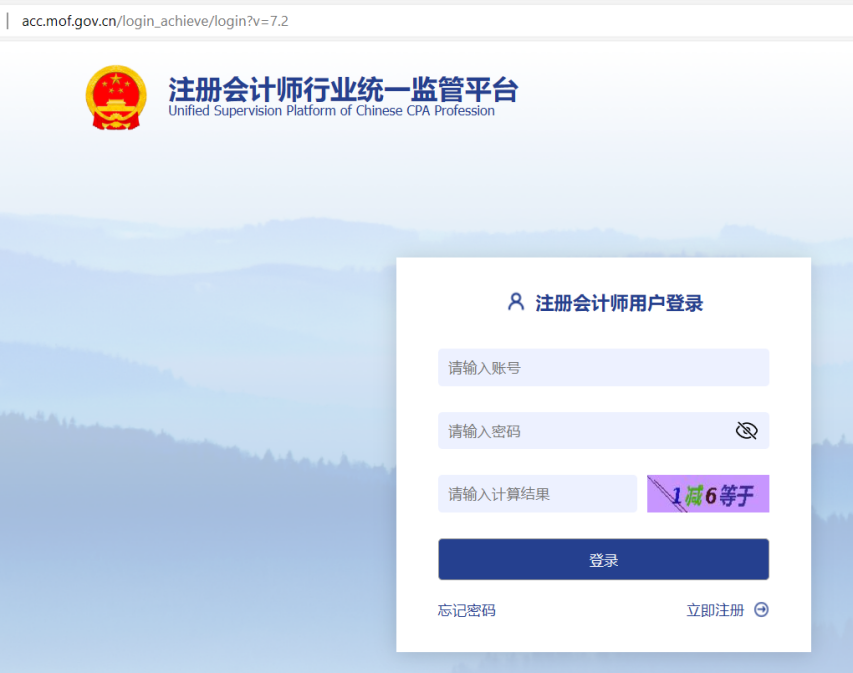 acc.mof.gov.cn/login_achieve/login?v=7.2
注册会计师行业统一监管平台
Unified Supervision Platform of Chinese CPA Profession
注册会计师用户登录
请输入账号
请输入密码
请输入计算结果 1减6等于
登录
忘记密码 立即注册